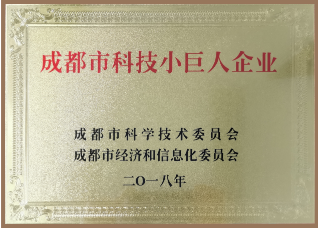 成都市科技小巨人企业
成都市科学技术委员会
成都市经济和信息化委员会
二〇一八年